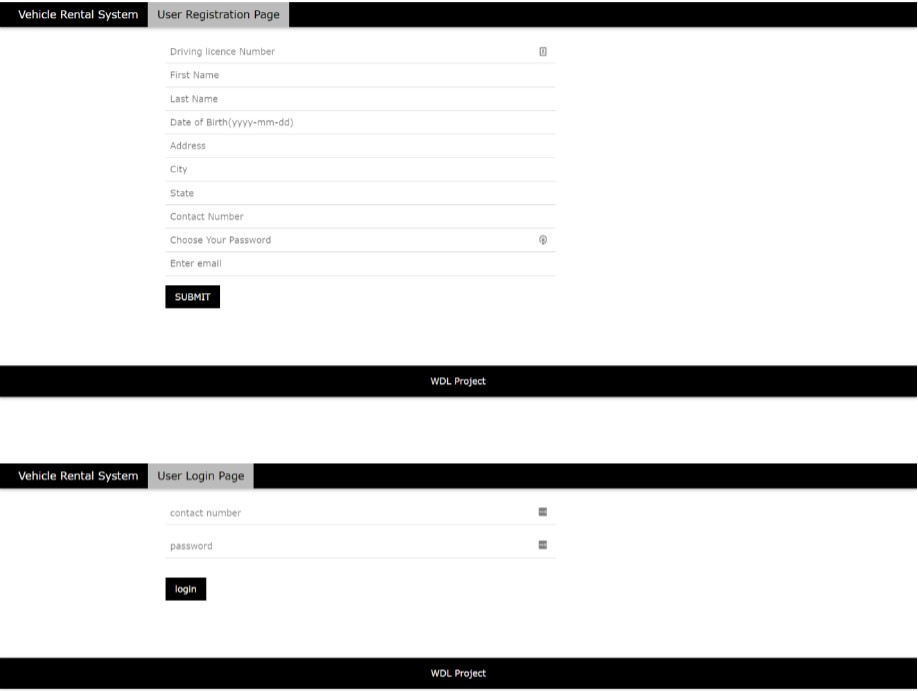 Vehicle Rental System User Registration Page
Driving licence Number
First Name
Last Name
Date of Birth(yyyy-mm-dd)
Address
City
State
Contact Number
Choose Your Password
Enter email
SUBMIT
WDL Project
Vehicle Rental System User Login Page
contact number
password
login
WDL Project